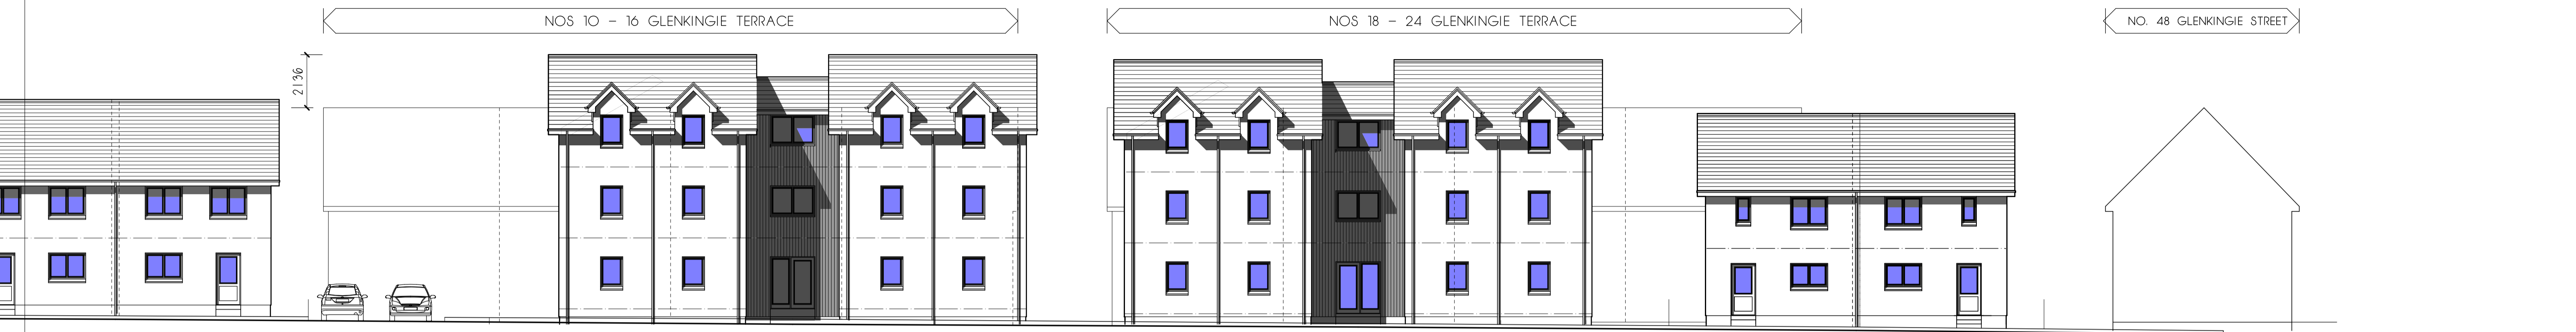 NOS 10 - 16 GLENKINGIE TERRACE
NOS 18 - 24 GLENKINGIE TERRACE
NO. 48 GLENKINGIE STREET
2136